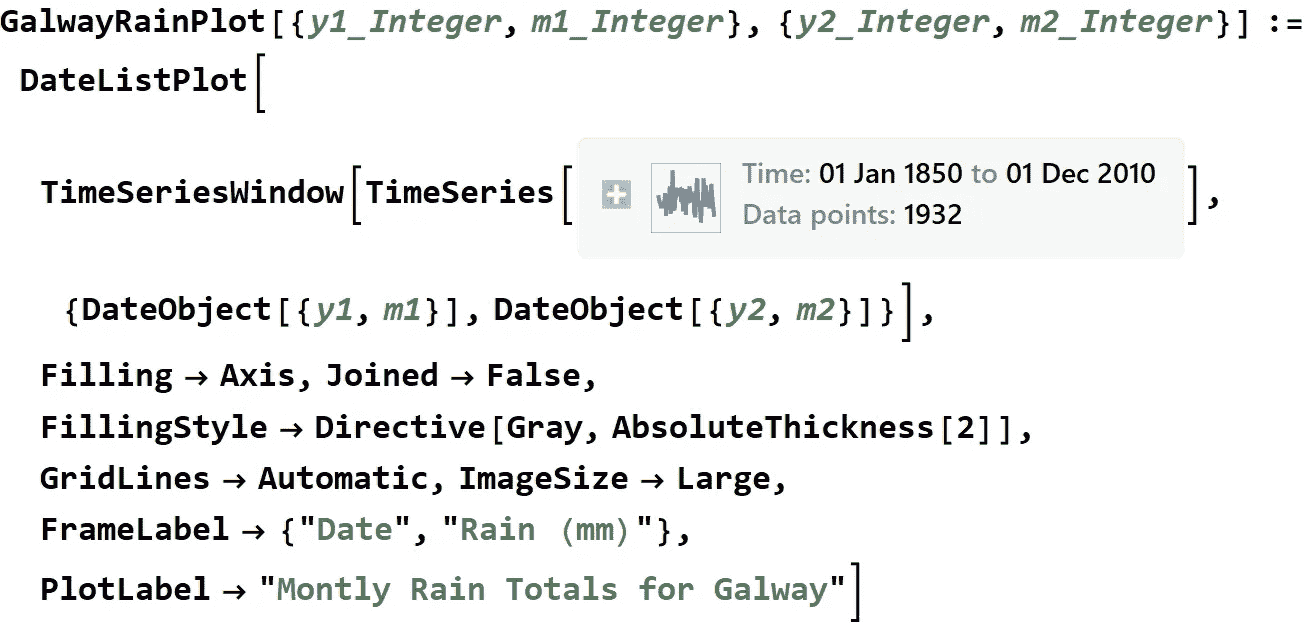 GalwayRainPlot[{y1_Integer, m1_Integer}, {y2_Integer, m2_Integer}] :=
DateListPlot[
TimeSeriesWindow[TimeSeries[ Time: 01 Jan 1850 to 01 Dec 2010
Data points: 1932 ],
{DateObject[{y1, m1}], DateObject[{y2, m2}]}],
Filling → Axis, Joined → False,
FillingStyle → Directive[Gray, AbsoluteThickness[2]],
GridLines → Automatic, ImageSize → Large,
FrameLabel → {"Date", "Rain (mm)"},
PlotLabel → "Montly Rain Totals for Galway"]